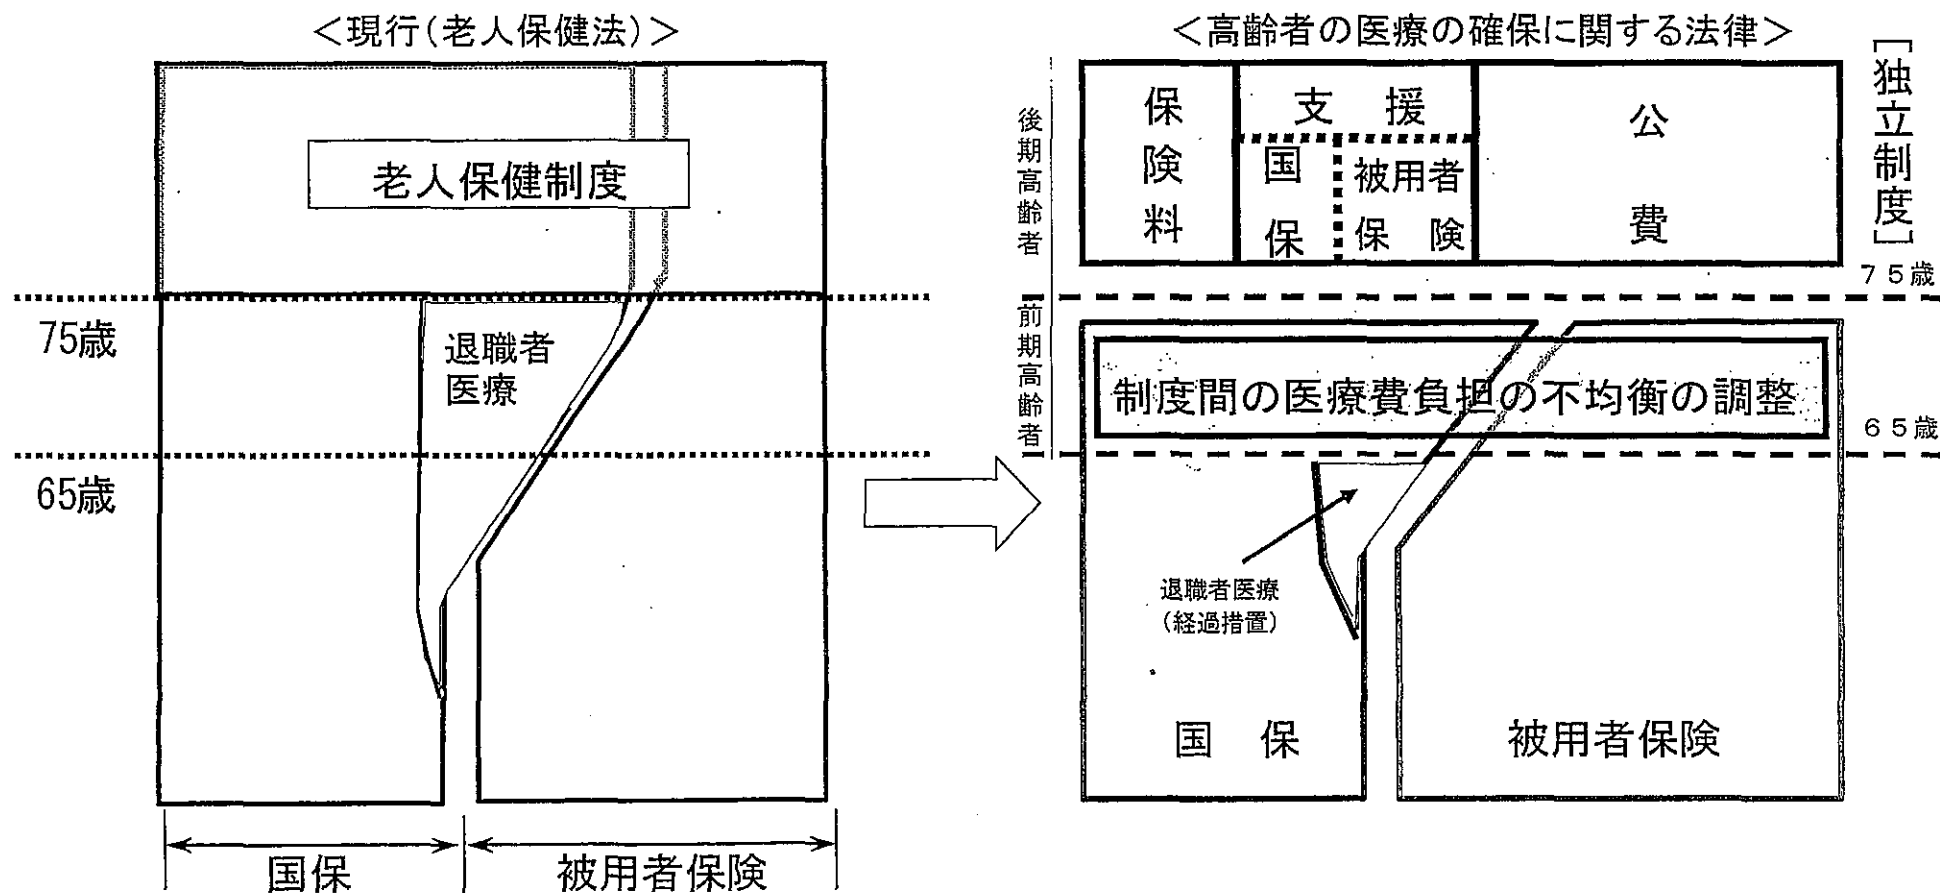 ＜現行(老人保健法)＞
老人保健制度
75歳
退職者
医療
65歳
国保
被用者保険
＜高齢者の医療の確保に関する法律＞
[独立制度]
後期高齢者
保険料
支援
国保
被用者
保険
公費
７５歳
前期高齢者
制度間の医療費負担の不均衡の調整
６５歳
退職者医療
(経過措置)
国保
被用者保険